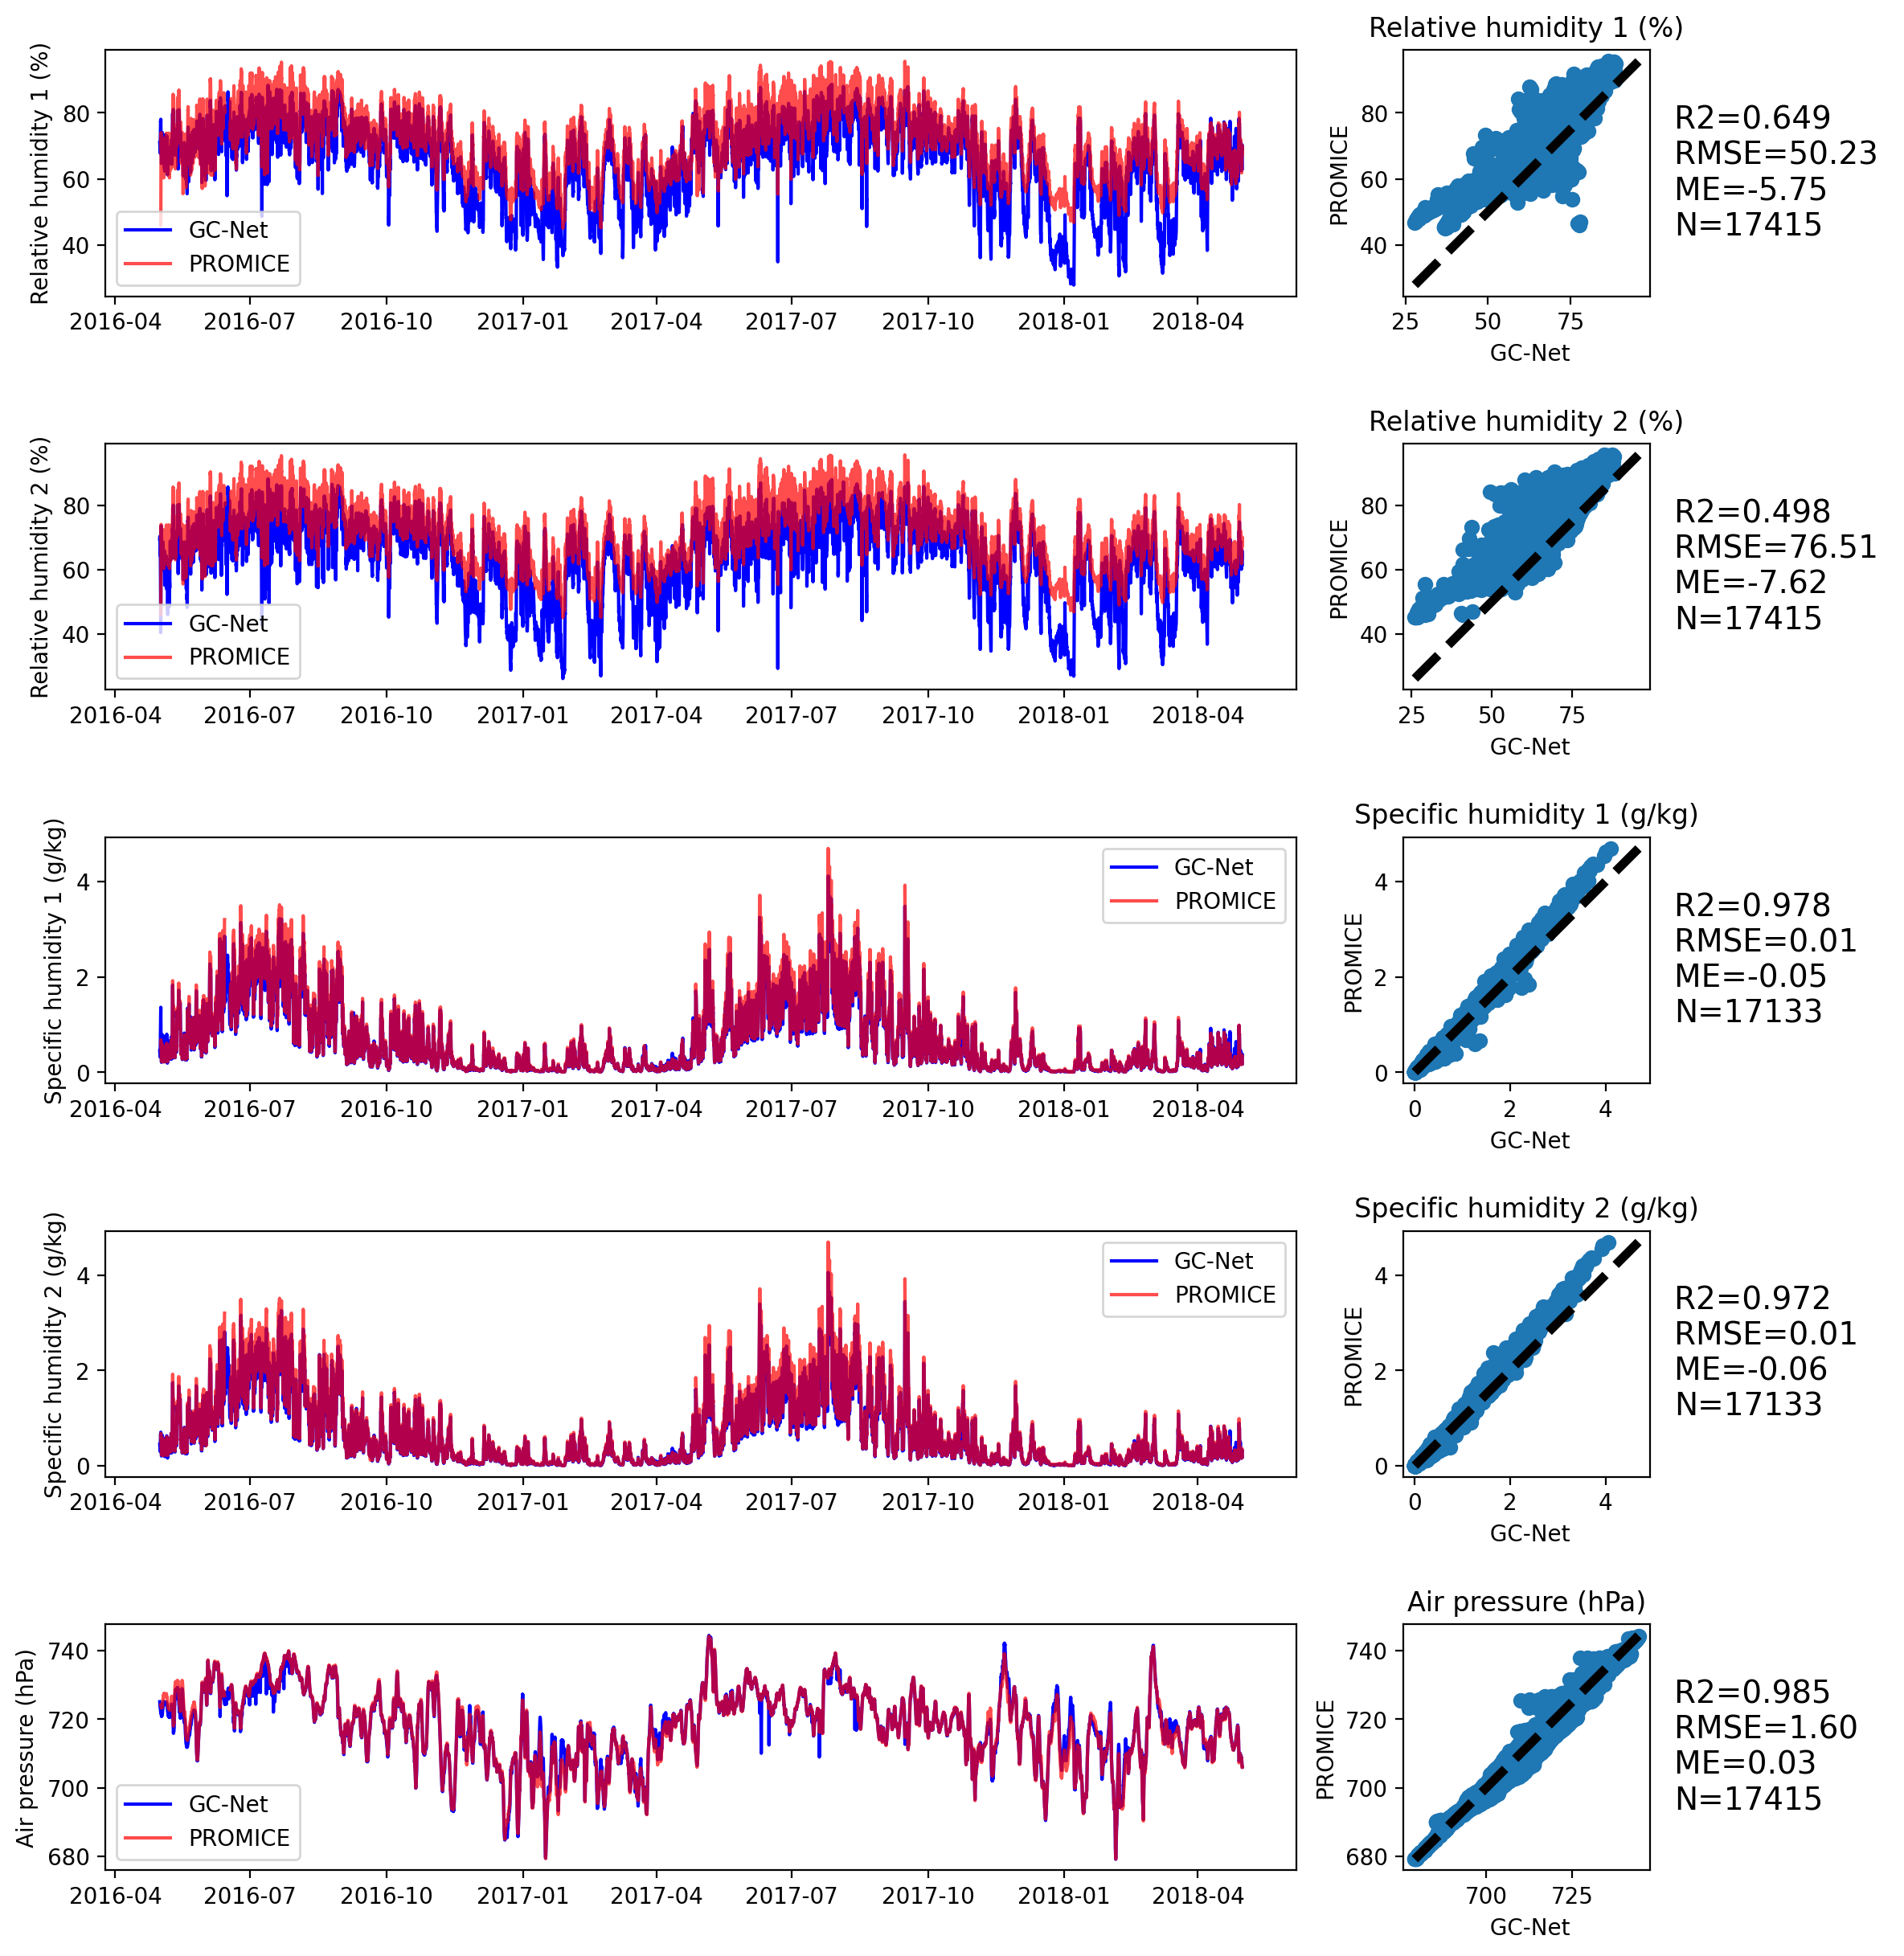 Relative humidity 1 (%)
80
60
40
GC-Net
PROMICE
2016-04 2016-07 2016-10 2017-01 2017-04 2017-07 2017-10 2018-01 2018-04
Relative humidity 1 (%)
PROMICE
80
60
40
25 50 75
GC-Net
R2=0.649
RMSE=50.23
ME=-5.75
N=17415
Relative humidity 2 (%)
80
60
40
GC-Net
PROMICE
2016-04 2016-07 2016-10 2017-01 2017-04 2017-07 2017-10 2018-01 2018-04
Relative humidity 2 (%)
PROMICE
80
60
40
25 50 75
GC-Net
R2=0.498
RMSE=76.51
ME=-7.62
N=17415
Specific humidity 1 (g/kg)
4
2
0
GC-Net
PROMICE
2016-04 2016-07 2016-10 2017-01 2017-04 2017-07 2017-10 2018-01 2018-04
Specific humidity 1 (g/kg)
PROMICE
4
2
0
0 2 4
GC-Net
R2=0.978
RMSE=0.01
ME=-0.05
N=17133
Specific humidity 2 (g/kg)
4
2
0
GC-Net
PROMICE
2016-04 2016-07 2016-10 2017-01 2017-04 2017-07 2017-10 2018-01 2018-04
Specific humidity 2 (g/kg)
PROMICE
4
2
0
0 2 4
GC-Net
R2=0.972
RMSE=0.01
ME=-0.06
N=17133
Air pressure (hPa)
740
720
700
680
GC-Net
PROMICE
2016-04 2016-07 2016-10 2017-01 2017-04 2017-07 2017-10 2018-01 2018-04
Air pressure (hPa)
PROMICE
740
720
700
680
700 725
GC-Net
R2=0.985
RMSE=1.60
ME=0.03
N=17415